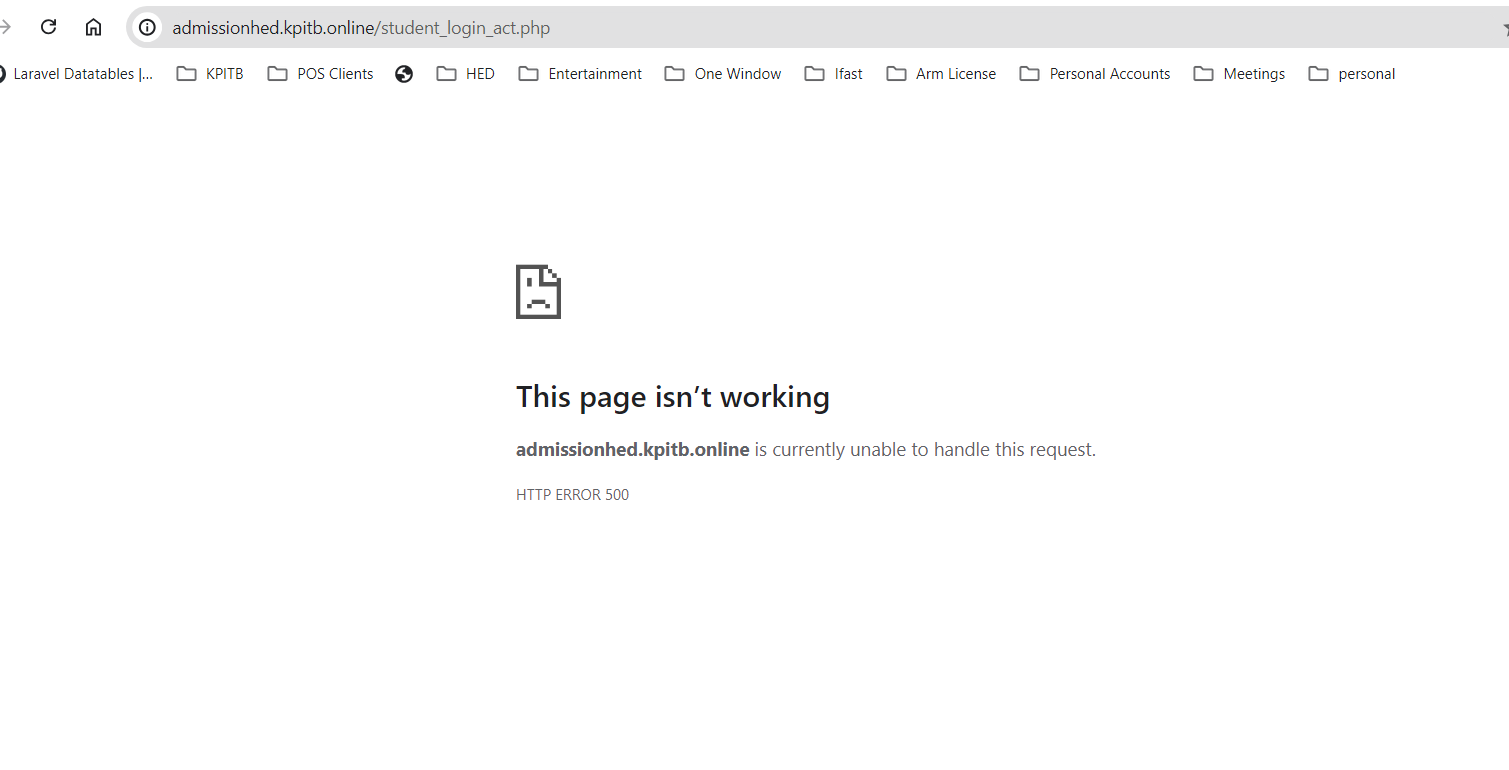 admissionhed.kpitb.online/student_login_act.php
Laravel Datatables |... KPITB POS Clients HED Entertainment One Window Ifast Arm License Personal Accounts Meetings personal
This page isn’t working
admissionhed.kpitb.online is currently unable to handle this request.
HTTP ERROR 500